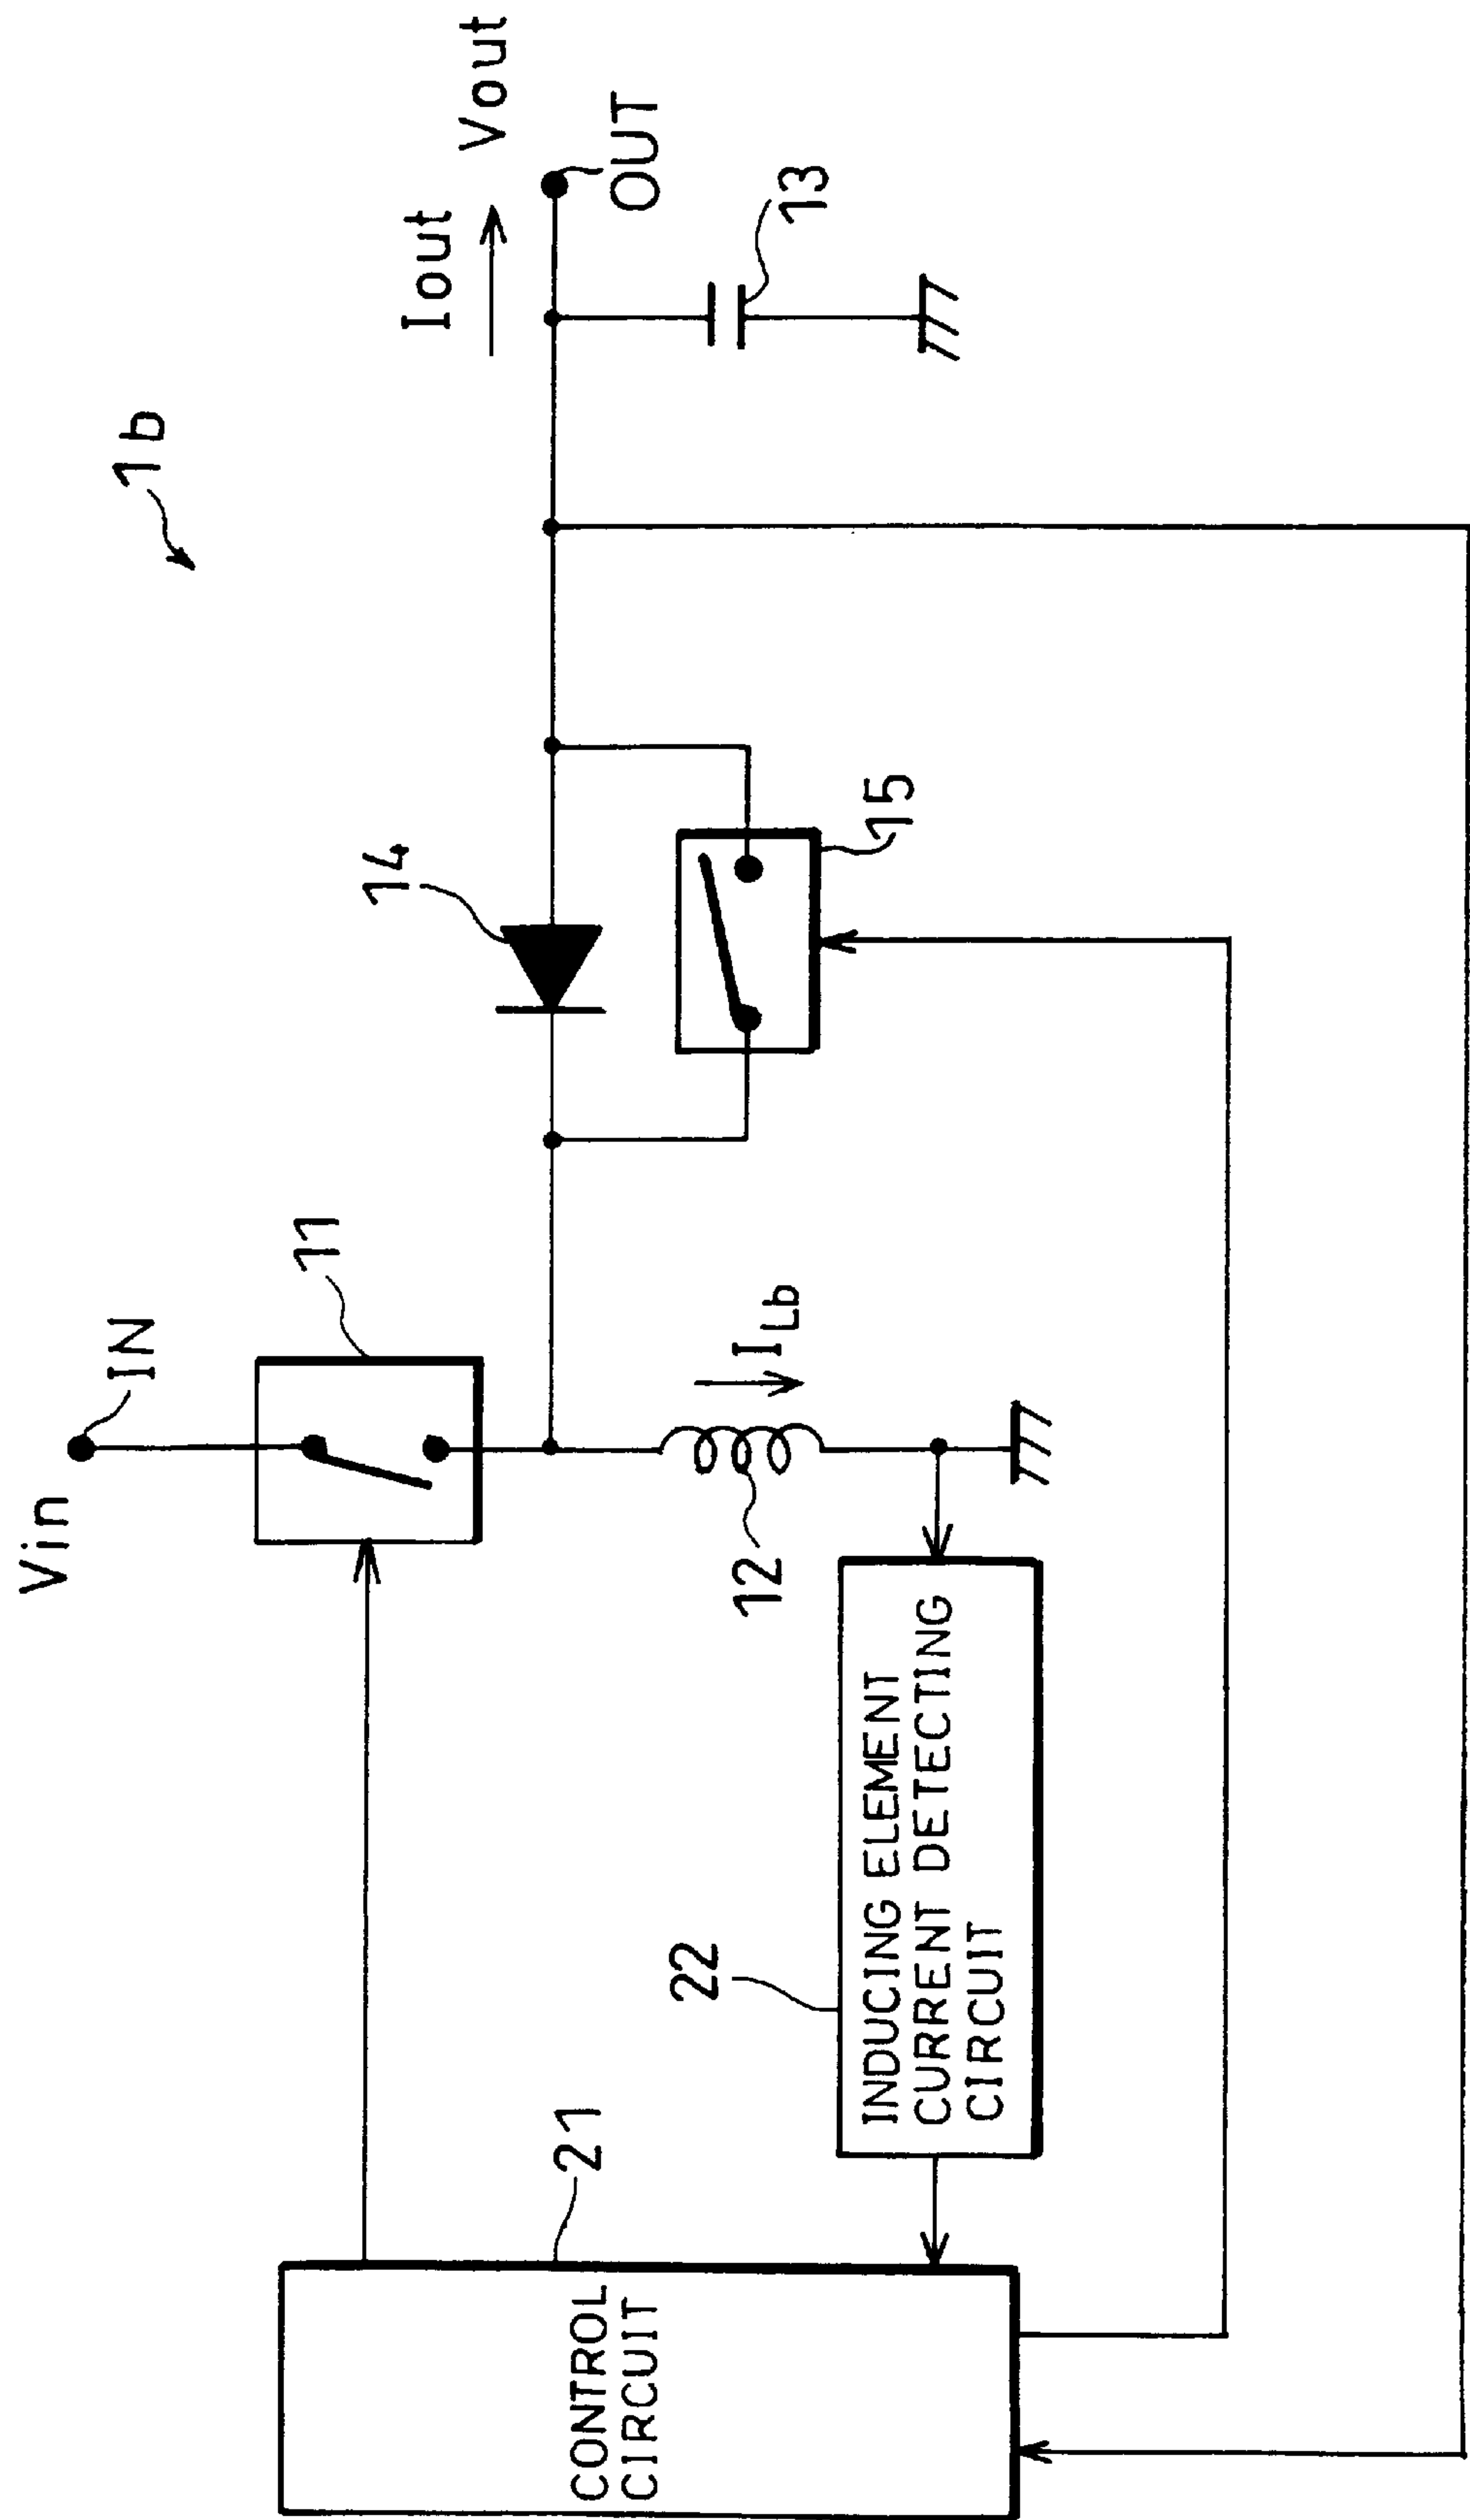 1b
Vin
IN
11
14
Iout
Vout
OUT
13
15
12
ILb
21
22
CONTROL
CIRCUIT
INDUCING ELEMENT
CURRENT DETECTING
CIRCUIT